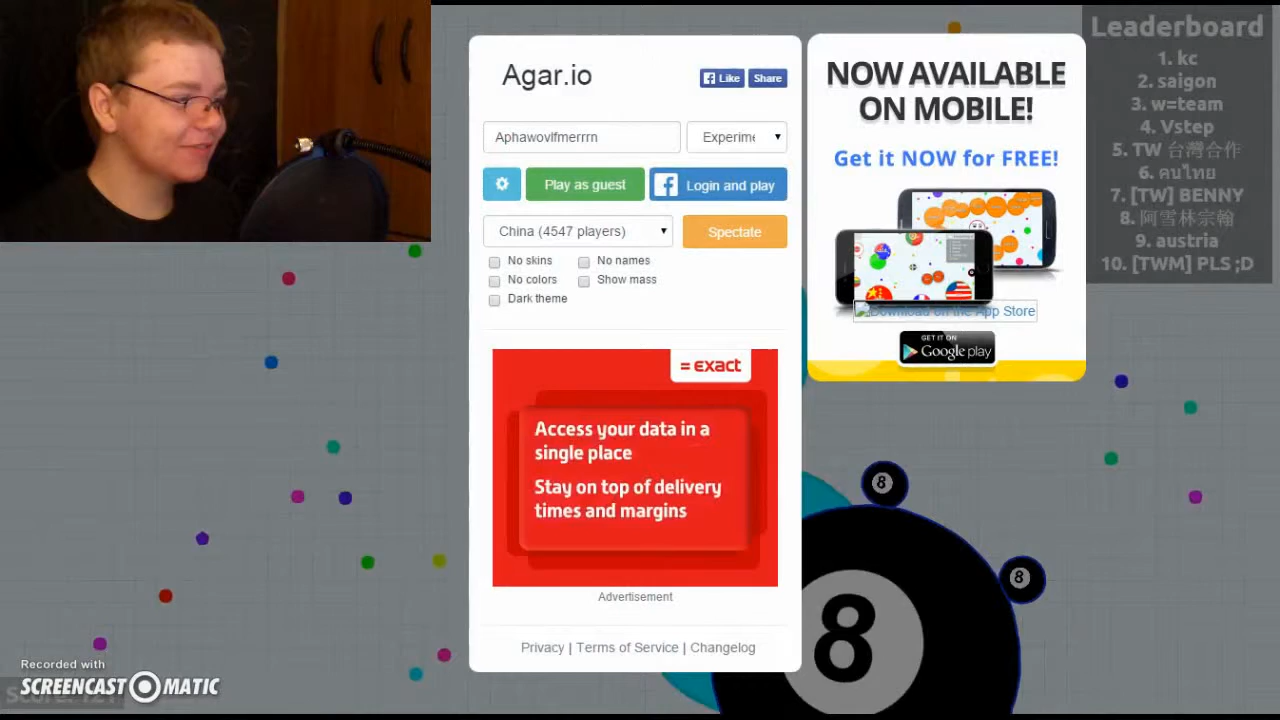 Agar.io
Like
Share
Aphawovlfmerrrn
Experime
Play as guest
Login and play
China (4547 players)
Spectate
No skins
No names
No colors
Show mass
Dark theme
= exact
Access your data in a
single place
Stay on top of delivery
times and margins
Advertisement
Privacy | Terms of Service | Changelog
NOW AVAILABLE
ON MOBILE!
Get it NOW for FREE!
Download on the App Store
GET IT ON
Google play
Leaderboard
1. kc
2. saigon
3. w=team
4. Vstep
5. TW 台灣合作
6. คนไทย
7. [TW] BENNY
8. 阿雪林宗翰
9. austria
10. [TWM] PLS ;D
8
8
8
Recorded with
SCREENCAST MATIC